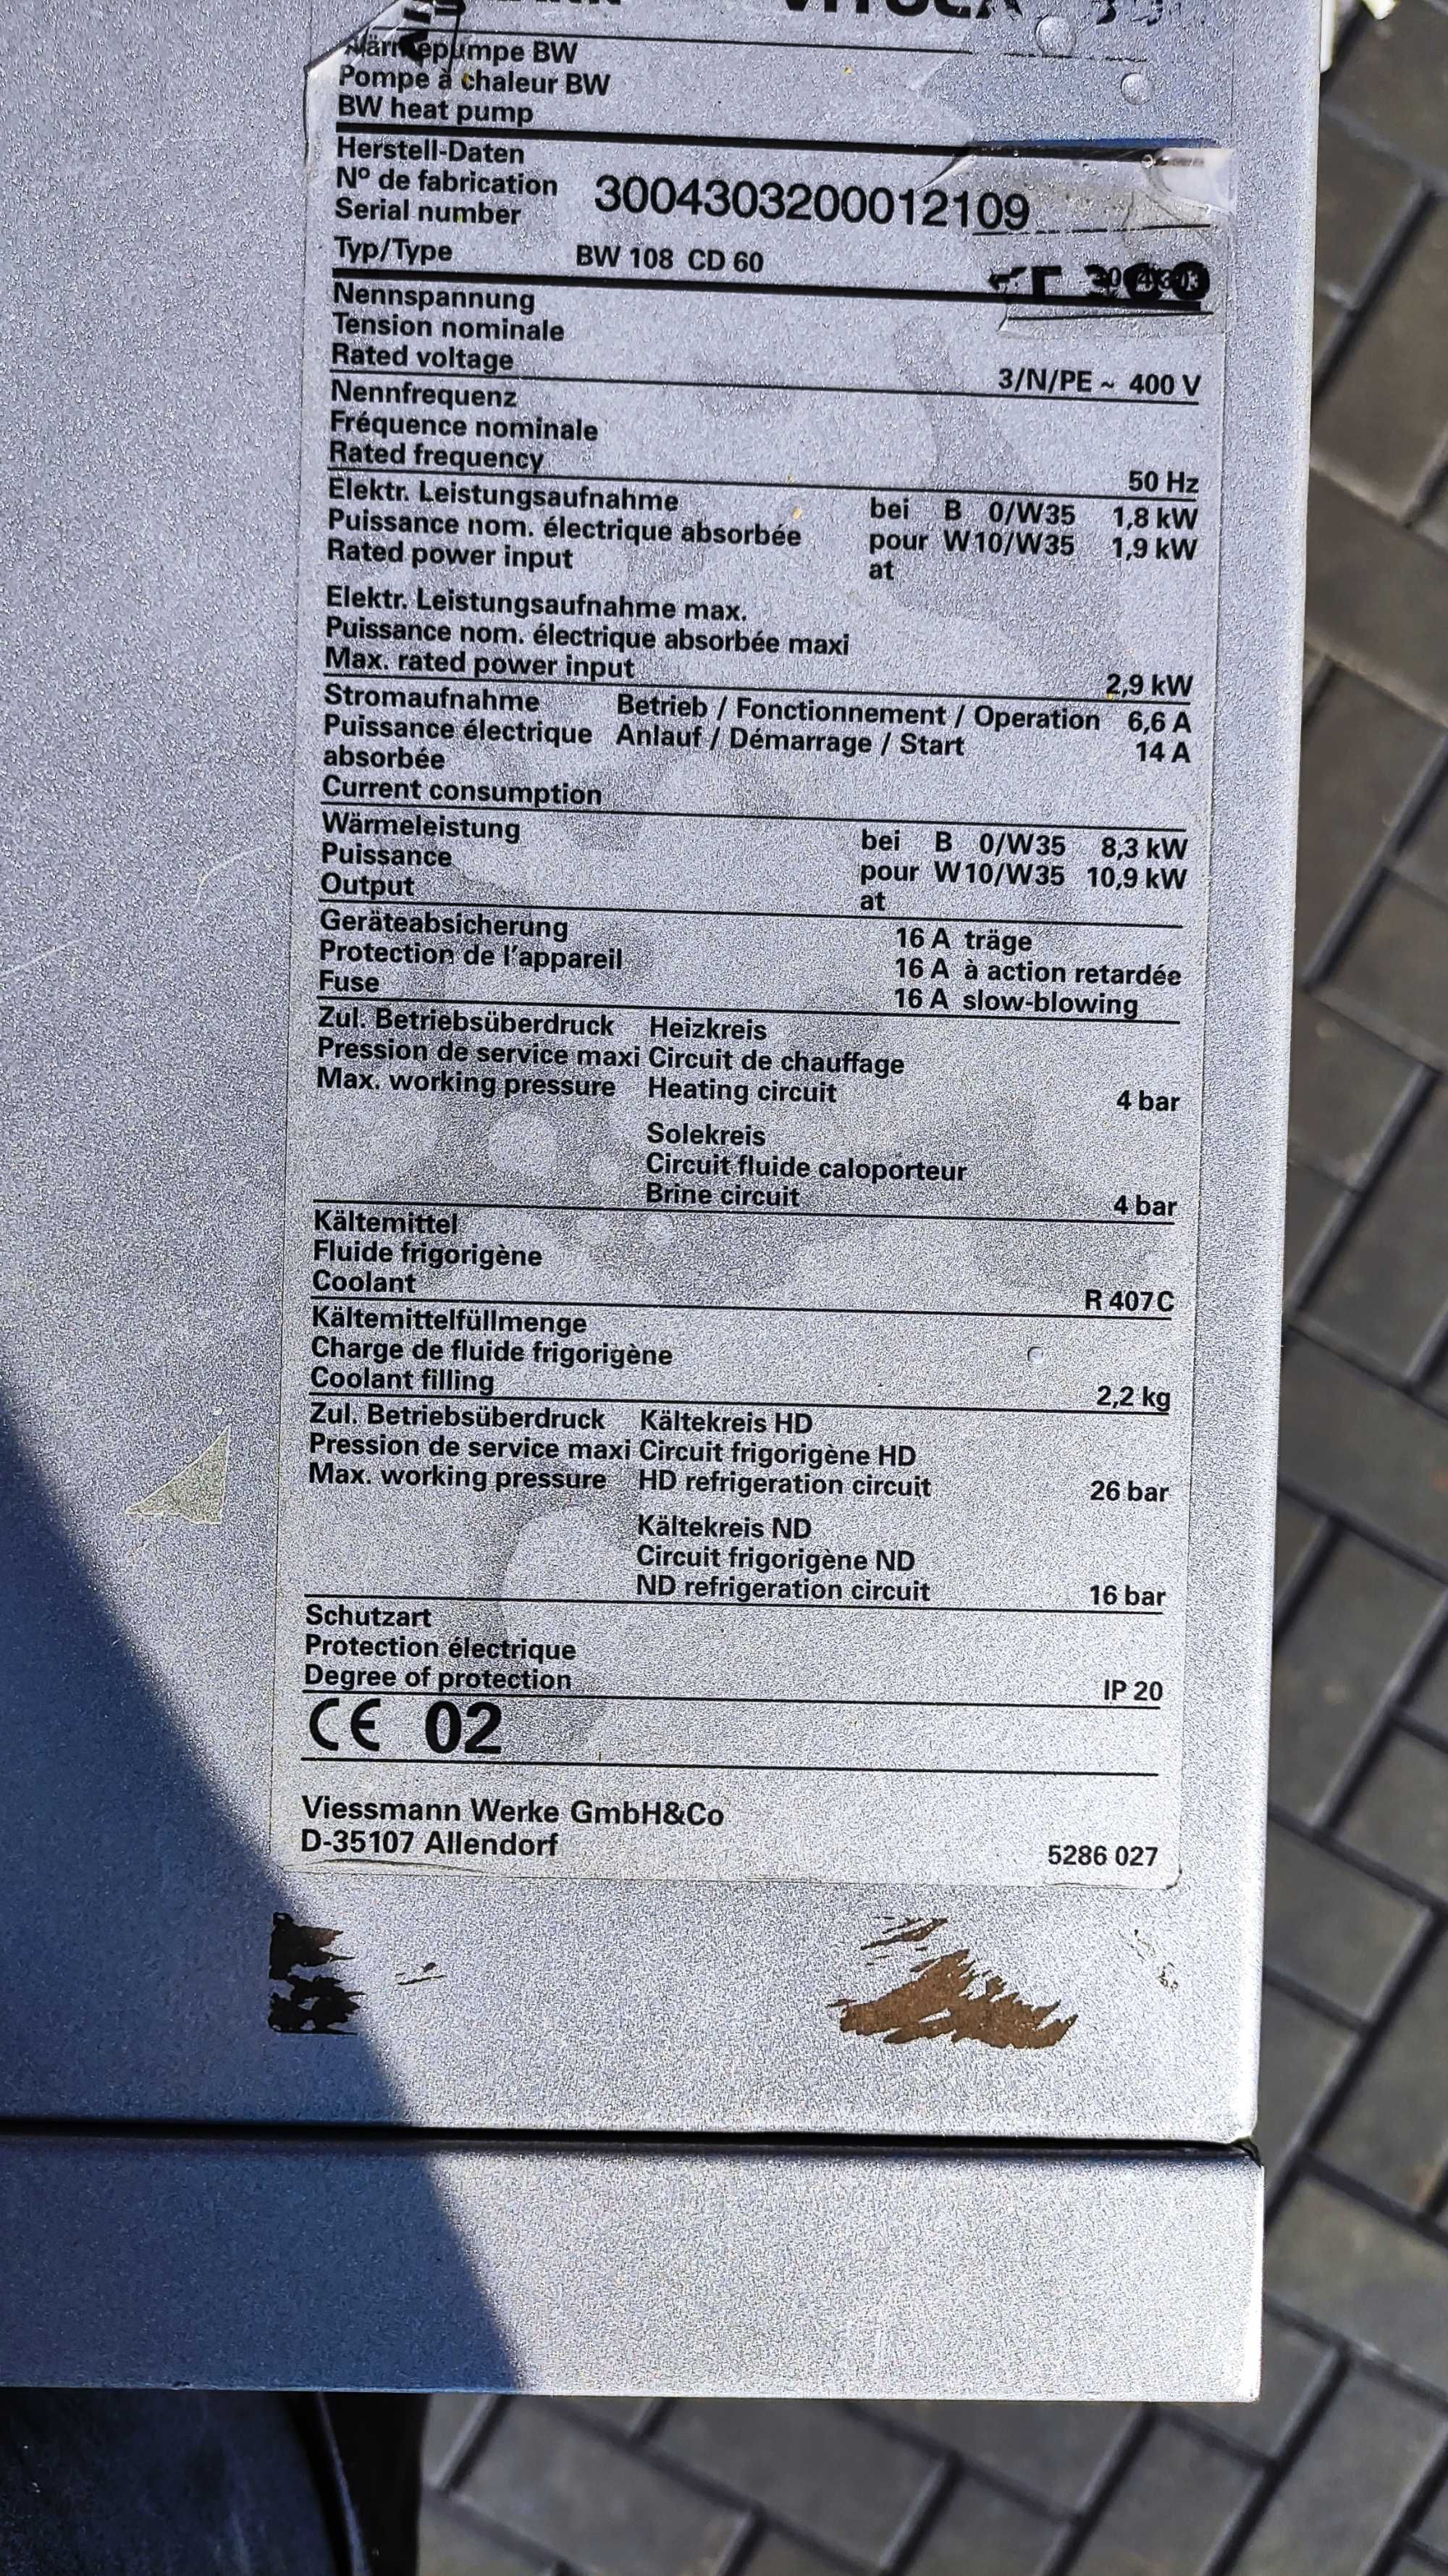 Wärmepumpe BW
Pompe à chaleur BW
BW heat pump
Herstell-Daten
Nº de fabrication
Serial number 3004303200012109
Typ/Type BW 108 CD 60
Nennspannung
Tension nominale
Rated voltage 3/N/PE ~ 400 V
Nennfrequenz
Fréquence nominale
Rated frequency 50 Hz
Elektr. Leistungsaufnahme bei B 0/W35 1,8 kW
Puissance nom. électrique absorbée pour W10/W35 1,9 kW
Rated power input at
Elektr. Leistungsaufnahme max.
Puissance nom. électrique absorbée maxi
Max. rated power input 2,9 kW
Stromaufnahme Betrieb / Fonctionnement / Operation 6,6 A
Puissance électrique Anlauf / Démarrage / Start 14 A
absorbée
Current consumption
Wärmeleistung bei B 0/W35 8,3 kW
Puissance pour W10/W35 10,9 kW
Output at
Geräteabsicherung 16 A träge
Protection de l'appareil 16 A à action retardée
Fuse 16 A slow-blowing
Zul. Betriebsüberdruck Heizkreis
Pression de service maxi Circuit de chauffage
Max. working pressure Heating circuit 4 bar
Solekreis
Circuit fluide caloporteur
Brine circuit 4 bar
Kältemittel
Fluide frigorigène
Coolant R 407C
Kältemittelfüllmenge
Charge de fluide frigorigène
Coolant filling 2,2 kg
Zul. Betriebsüberdruck Kältekreis HD
Pression de service maxi Circuit frigorigène HD
Max. working pressure HD refrigeration circuit 26 bar
Kältekreis ND
Circuit frigorigène ND
ND refrigeration circuit 16 bar
Schutzart
Protection électrique
Degree of protection IP 20
CE 02
Viessmann Werke GmbH&Co
D-35107 Allendorf 5286 027